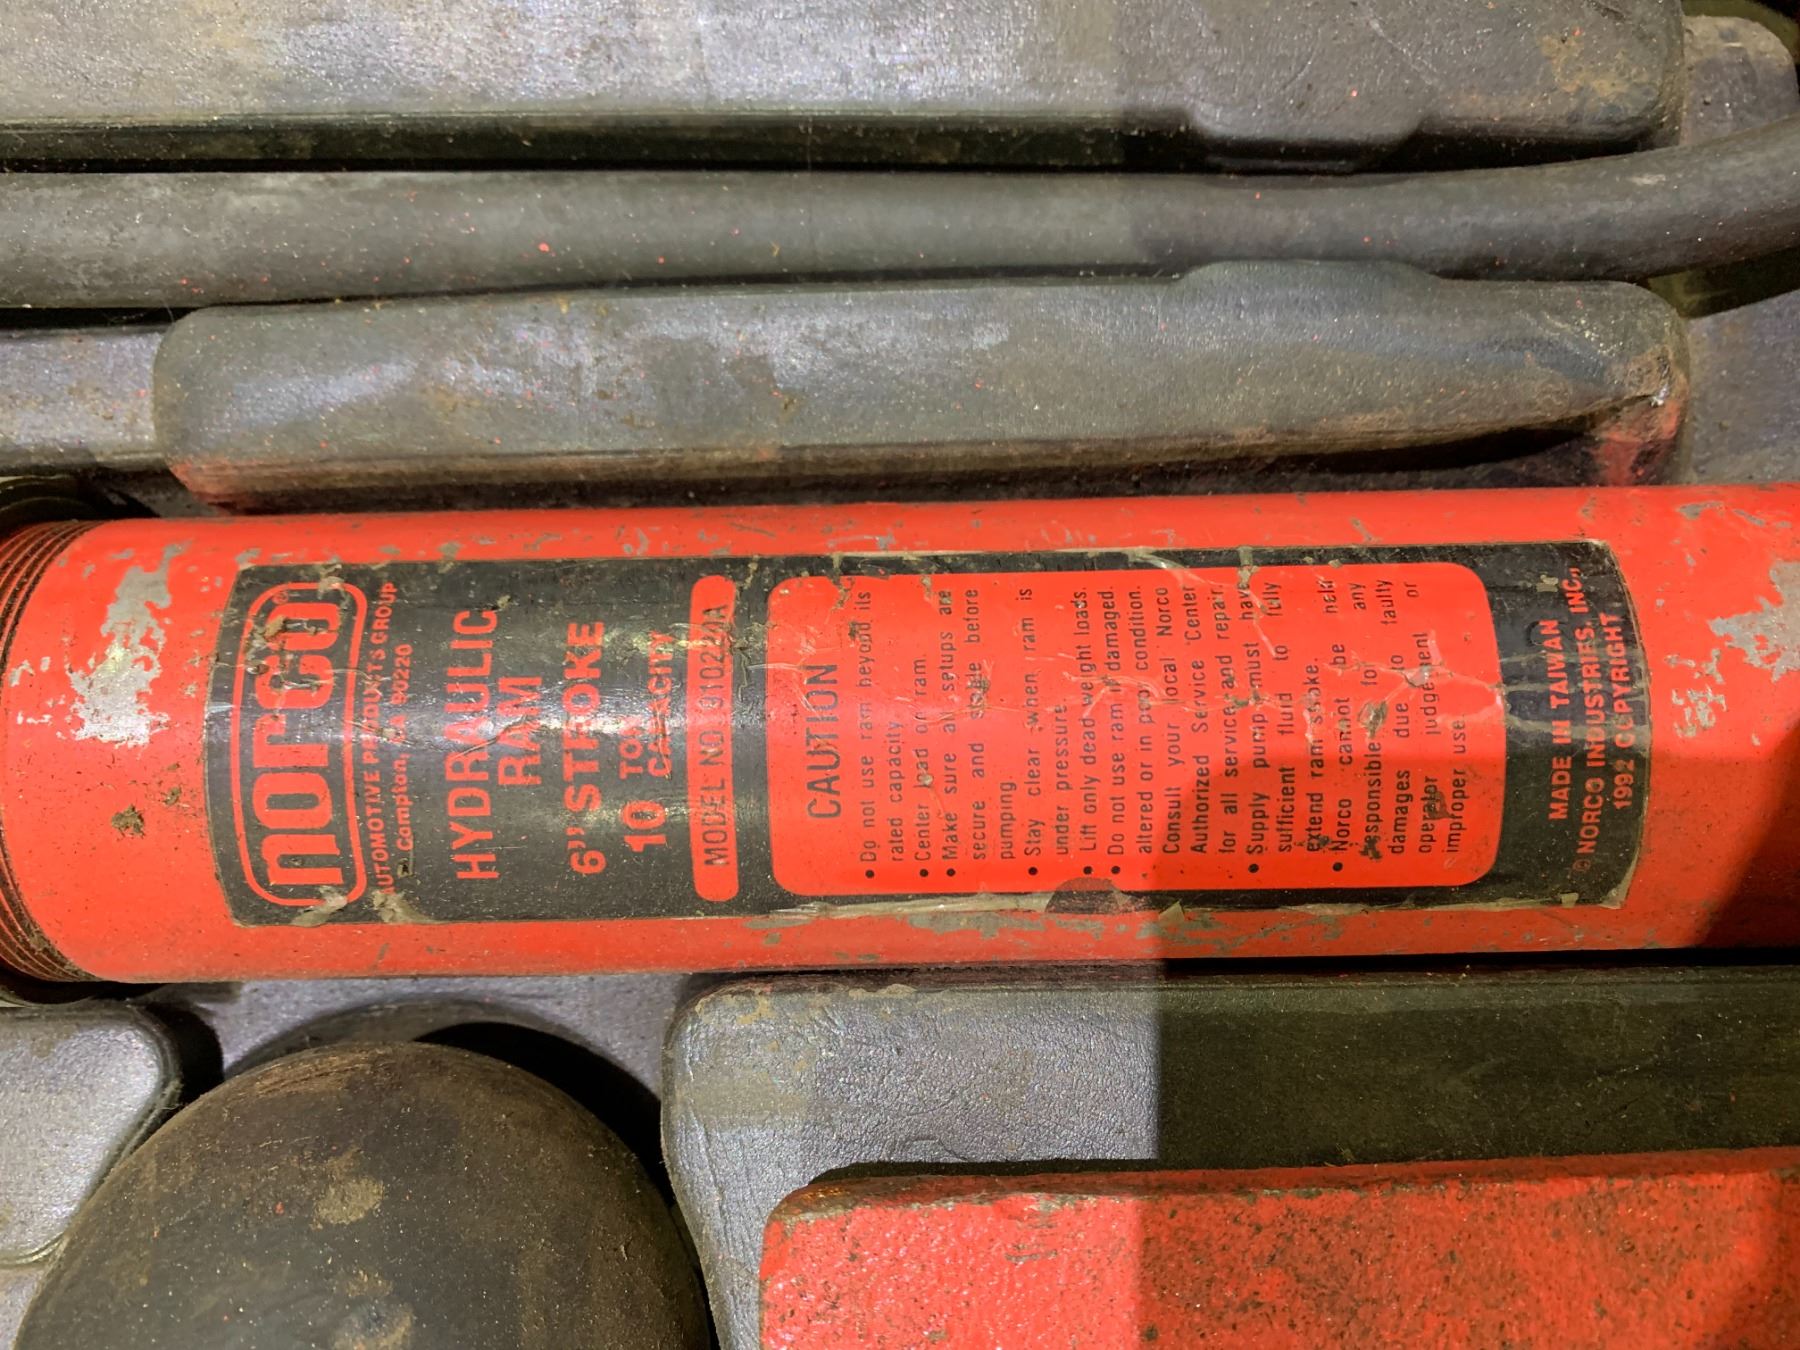 norco
AUTOMOTIVE PRODUCTS GROUP
Compton, CA 90220
HYDRAULIC
RAM
6" STROKE
10 TON
CAPACITY
MODEL NO
CAUTION
• Do not use ram beyond its
rated capacity
• Center load on ram.
• Make sure all setups are
secure and stable before
pumping
• Stay clear when ram is
under pressure.
• Lift only dead weight loads.
• Do not use ram if damaged,
altered or in poor condition.
Consult your local Norco
Authorized Service Center
for all service and repair.
• Supply pump must have
sufficient fluid to fully
extend ram stroke.
• Norco cannot be held
responsible for any
damages due to faulty
operator judgement or
improper use.
MADE IN TAIWAN
© NORCO INDUSTRIES, INC.,
1992 COPYRIGHT